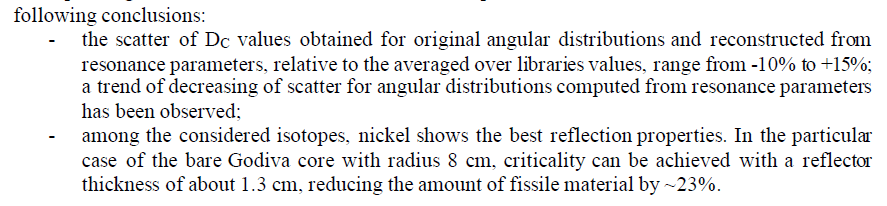 following conclusions:
- the scatter of DC values obtained for original angular distributions and reconstructed from
resonance parameters, relative to the averaged over libraries values, range from -10% to +15%;
a trend of decreasing of scatter for angular distributions computed from resonance parameters
has been observed;
- among the considered isotopes, nickel shows the best reflection properties. In the particular
case of the bare Godiva core with radius 8 cm, criticality can be achieved with a reflector
thickness of about 1.3 cm, reducing the amount of fissile material by ~23%.